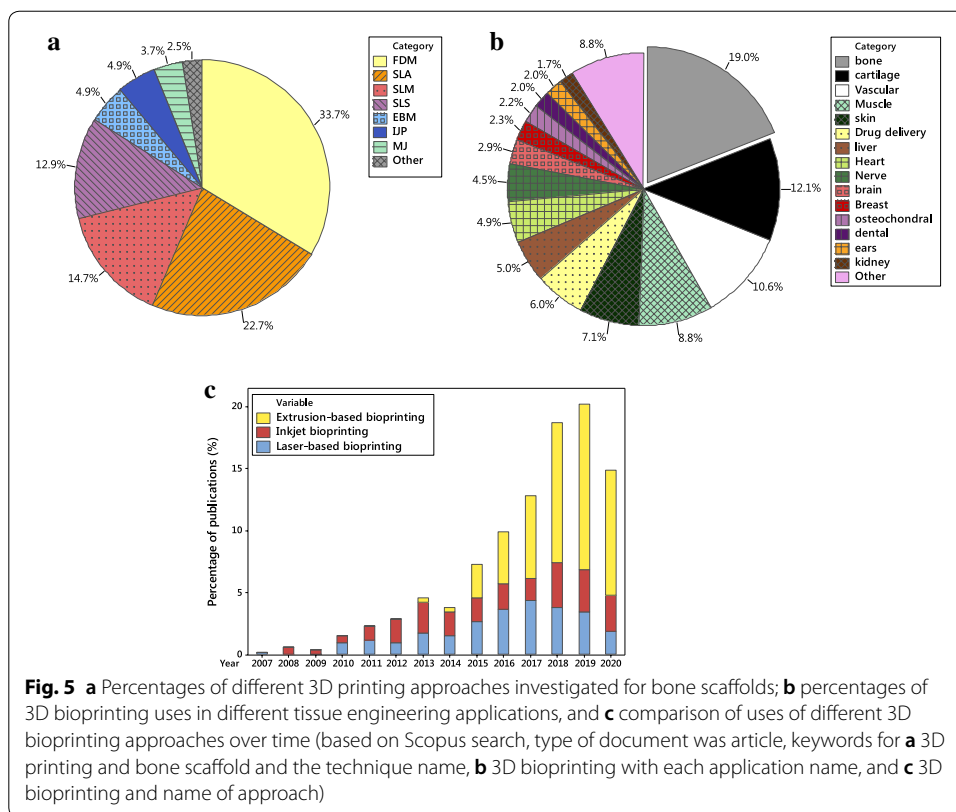 a
Category
FDM
SLA
SLM
SLS
EBM
IJP
MJ
Other
33.7%
22.7%
14.7%
12.9%
4.9%
4.9%
3.7%
2.5%
b
Category
bone
cartilage
Vascular
Muscle
skin
Drug delivery
liver
Heart
Nerve
brain
Breast
osteochondral
dental
ears
kidney
Other
19.0%
12.1%
10.6%
8.8%
7.1%
6.0%
5.0%
4.9%
4.5%
2.9%
2.3%
2.2%
2.0%
2.0%
1.7%
8.8%
c
Variable
Extrusion-based bioprinting
Inkjet bioprinting
Laser-based bioprinting
Percentage of publications (%)
20
15
10
5
0
Year 2007 2008 2009 2010 2011 2012 2013 2014 2015 2016 2017 2018 2019 2020
Fig. 5 a Percentages of different 3D printing approaches investigated for bone scaffolds; b percentages of
3D bioprinting uses in different tissue engineering applications, and c comparison of uses of different 3D
bioprinting approaches over time (based on Scopus search, type of document was article, keywords for a 3D
printing and bone scaffold and the technique name, b 3D bioprinting with each application name, and c 3D
bioprinting and name of approach)